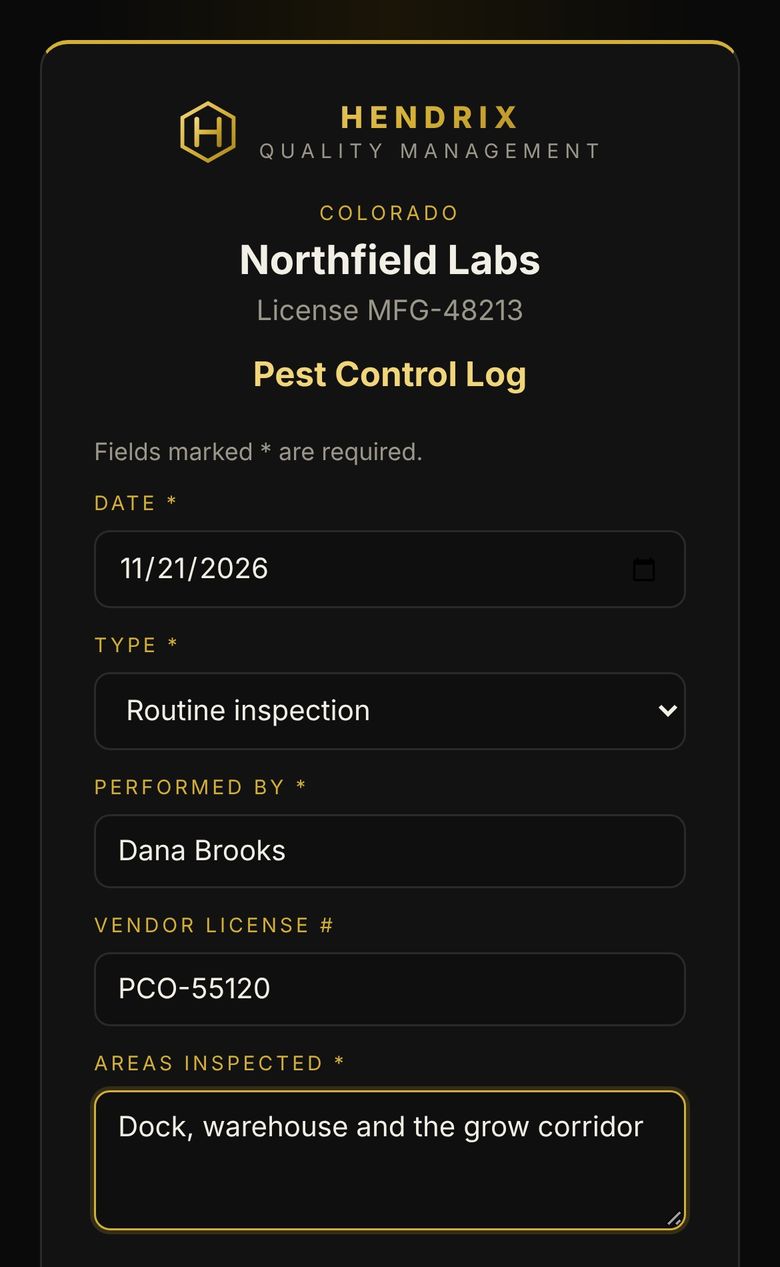 HENDRIX
QUALITY MANAGEMENT
COLORADO
Northfield Labs
License MFG-48213
Pest Control Log
Fields marked * are required.
DATE *
11/21/2026
TYPE *
Routine inspection
PERFORMED BY *
Dana Brooks
VENDOR LICENSE #
PCO-55120
AREAS INSPECTED *
Dock, warehouse and the grow corridor